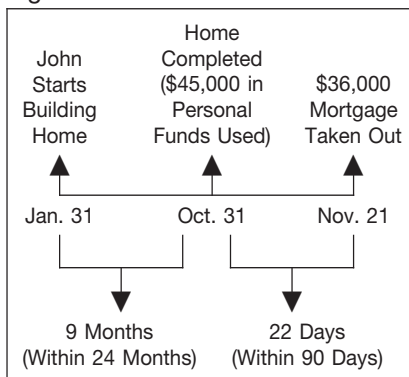 John
Starts
Building
Home
Home
Completed
($45,000 in
Personal
Funds Used)
$36,000
Mortgage
Taken Out
Jan. 31
Oct. 31
Nov. 21
9 Months
(Within 24 Months)
22 Days
(Within 90 Days)